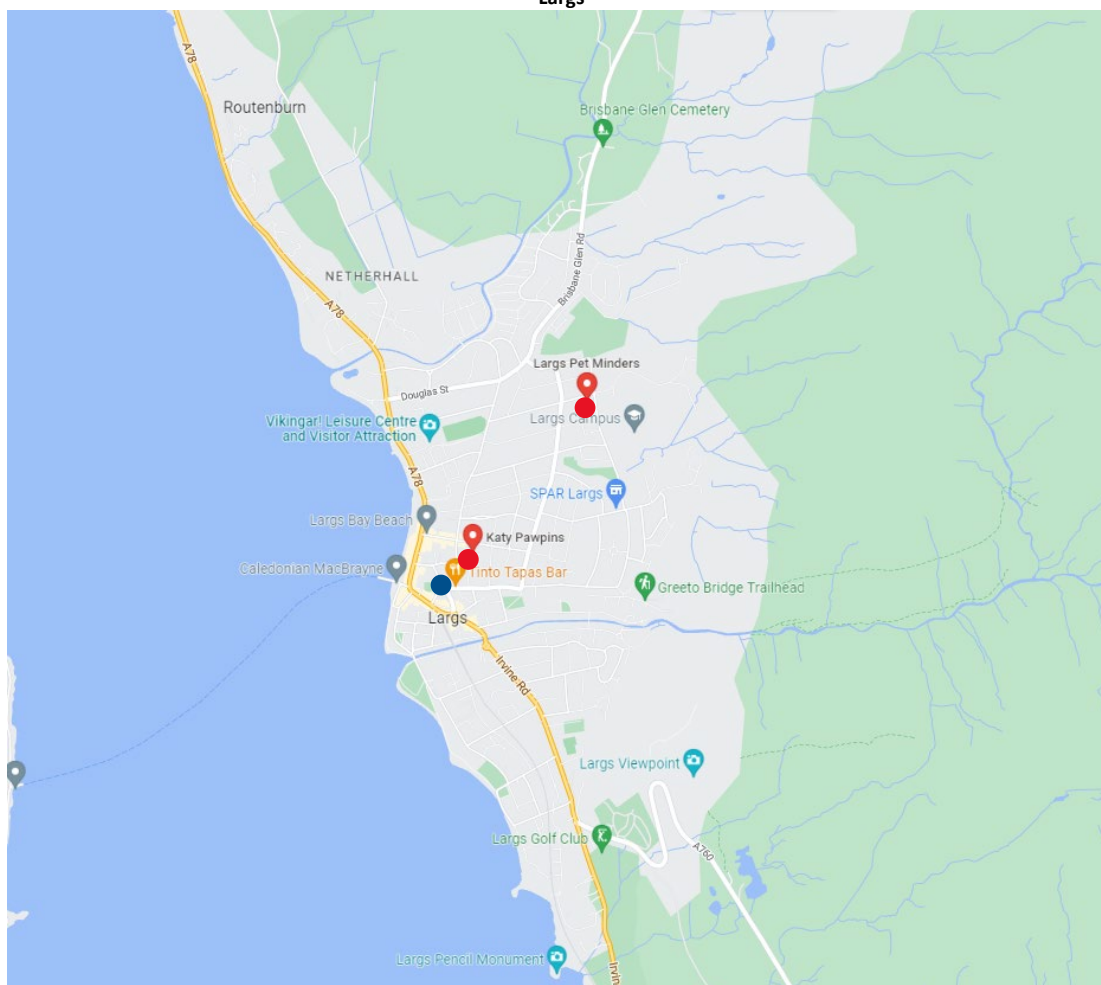 Largs
A78
Routenburn
Brisbane Glen Cemetery
NETHERHALL
Brisbane Glen Rd
A78
Largs Pet Minders
Douglas St
Largs Campus
Vikingar! Leisure Centre
and Visitor Attraction
A78
SPAR Largs
Largs Bay Beach
Katy Pawpins
Caledonian MacBrayne
Tinto Tapas Bar
Greeto Bridge Trailhead
Largs
Irvine Rd
Largs Viewpoint
Largs Golf Club
A760
Largs Pencil Monument
Irvin